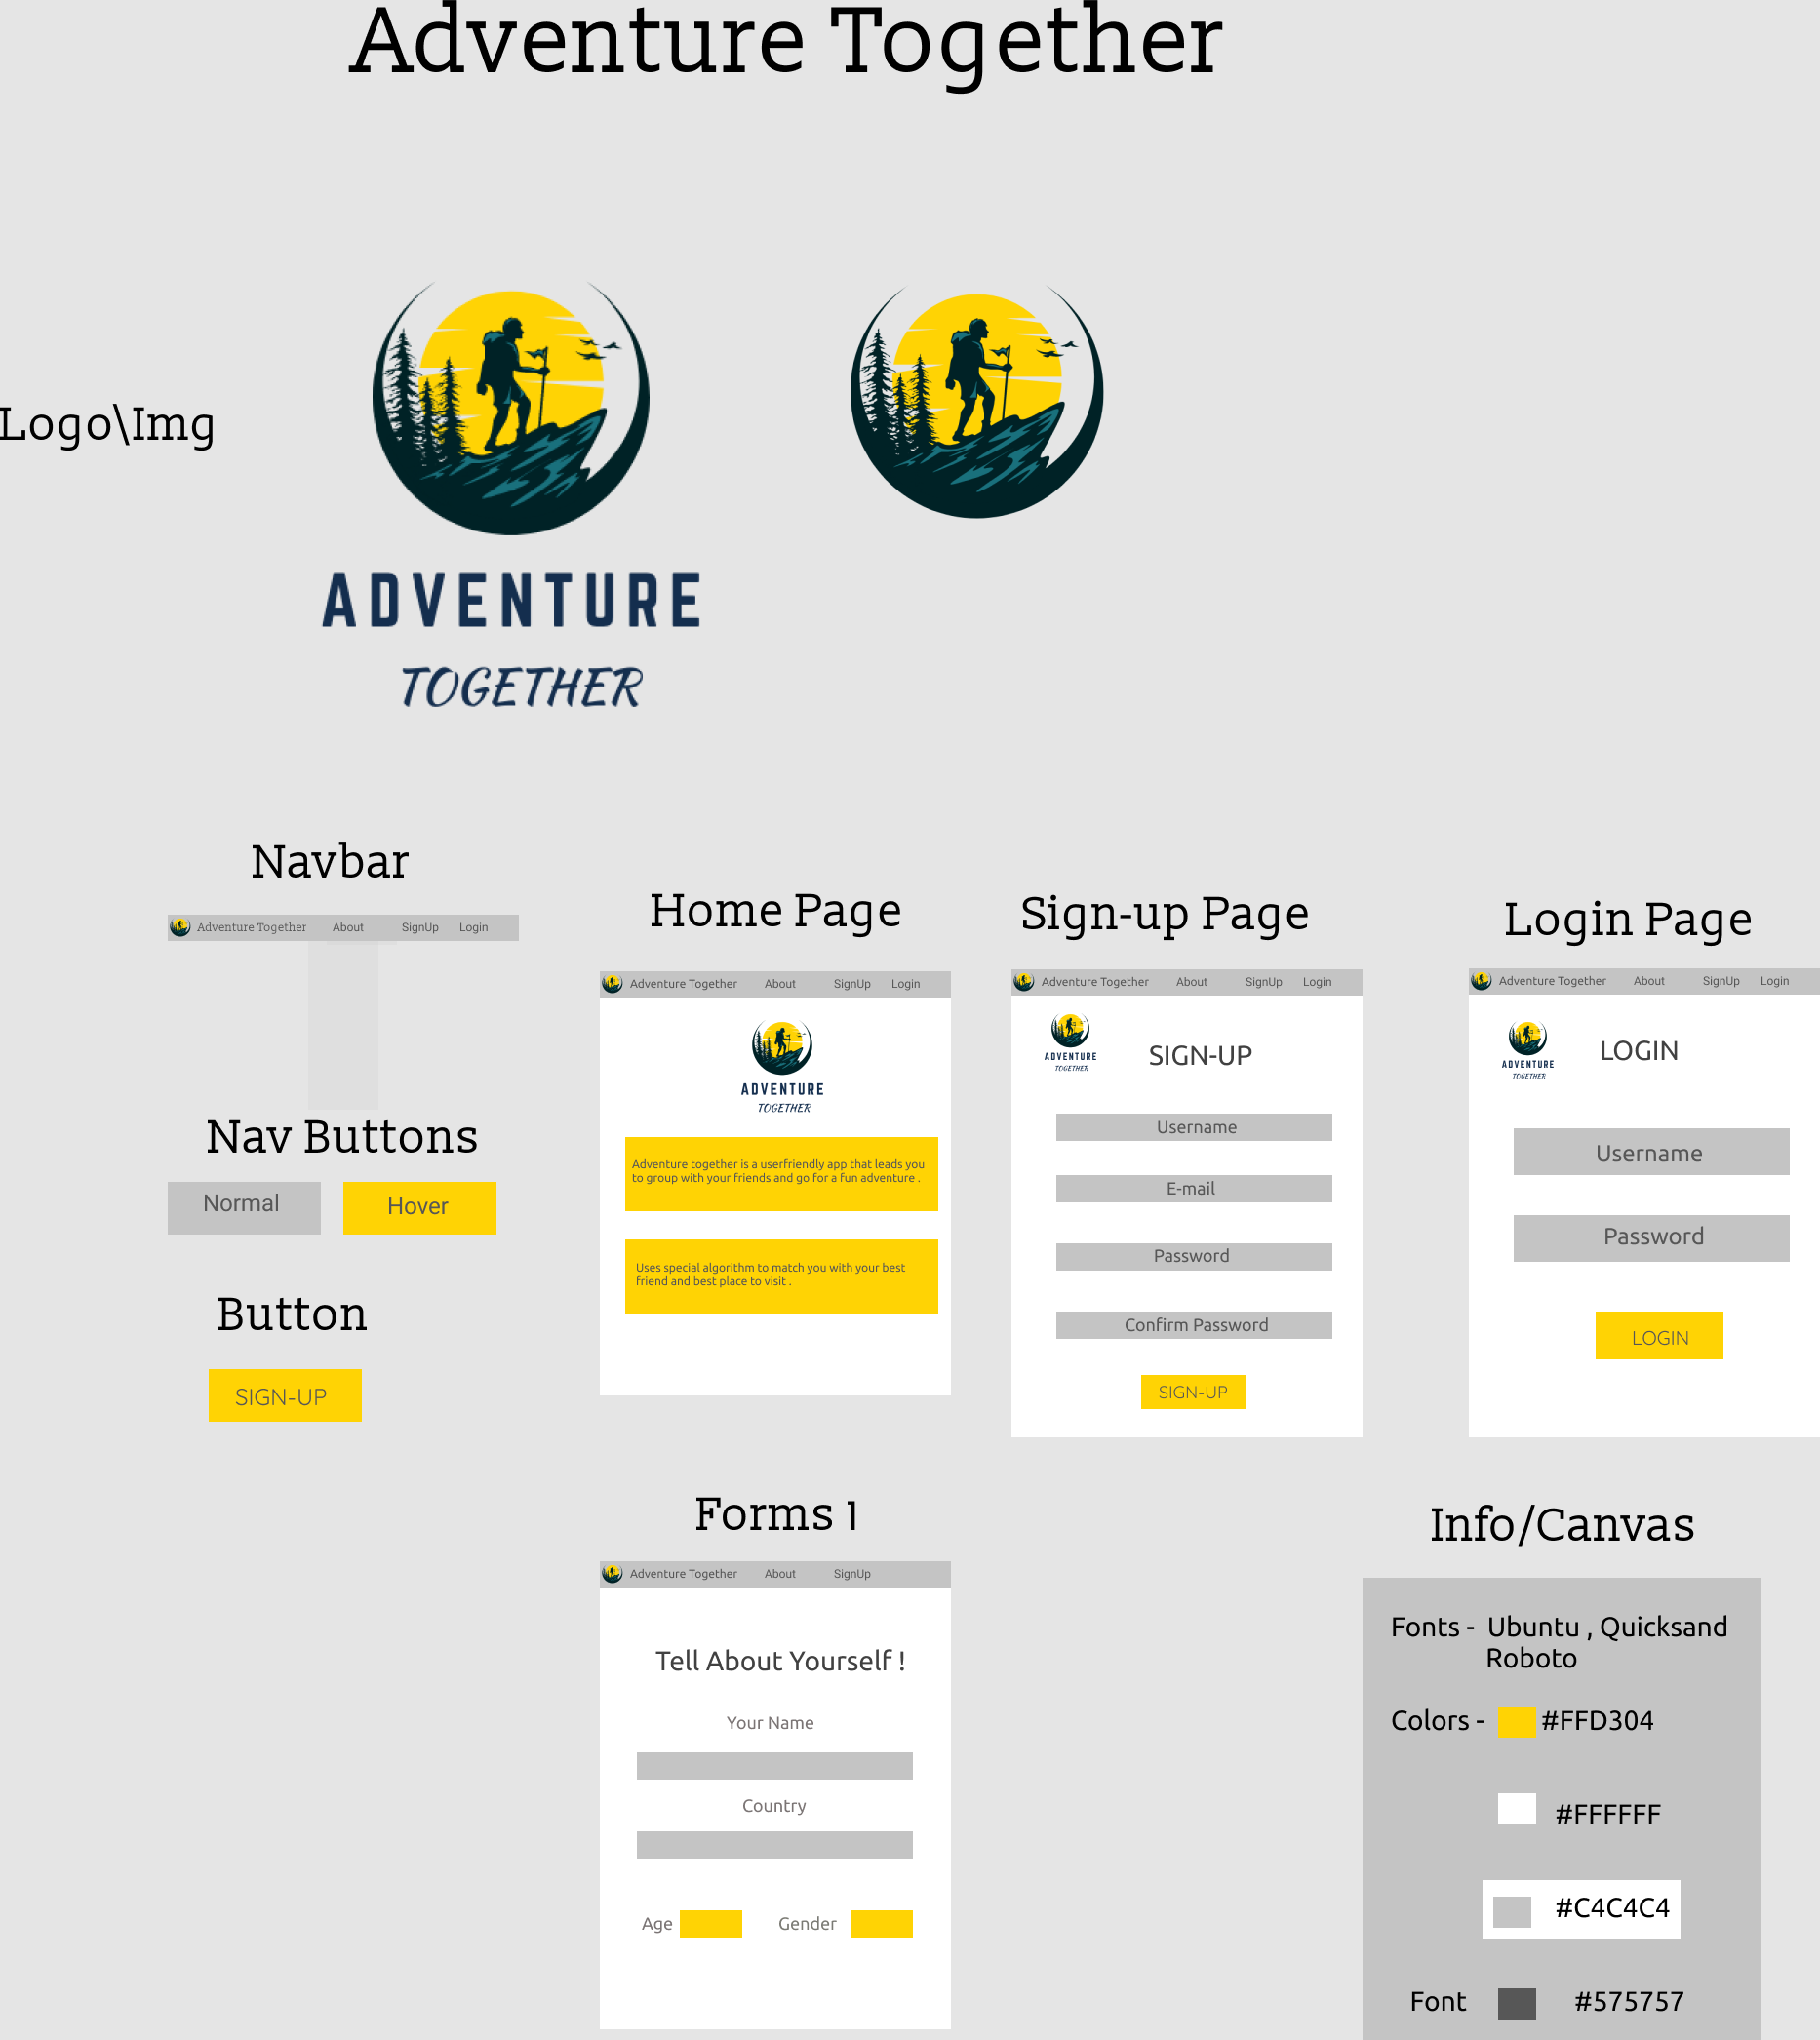 Adventure Together
Logo\Img
ADVENTURE
TOGETHER
Navbar
Adventure Together About SignUp Login
Nav Buttons
Normal Hover
Button
SIGN-UP
Home Page
Adventure Together About SignUp Login
ADVENTURE
TOGETHER
Adventure together is a userfriendly app that leads you
to group with your friends and go for a fun adventure .
Uses special algorithm to match you with your best
friend and best place to visit .
Sign-up Page
Adventure Together About SignUp Login
ADVENTURE
TOGETHER
SIGN-UP
Username
E-mail
Password
Confirm Password
SIGN-UP
Login Page
Adventure Together About SignUp Login
ADVENTURE
TOGETHER
LOGIN
Username
Password
LOGIN
Forms 1
Adventure Together About SignUp
Tell About Yourself !
Your Name
Country
Age Gender
Info/Canvas
Fonts - Ubuntu , Quicksand
Roboto
Colors - #FFD304
#FFFFFF
#C4C4C4
Font #575757